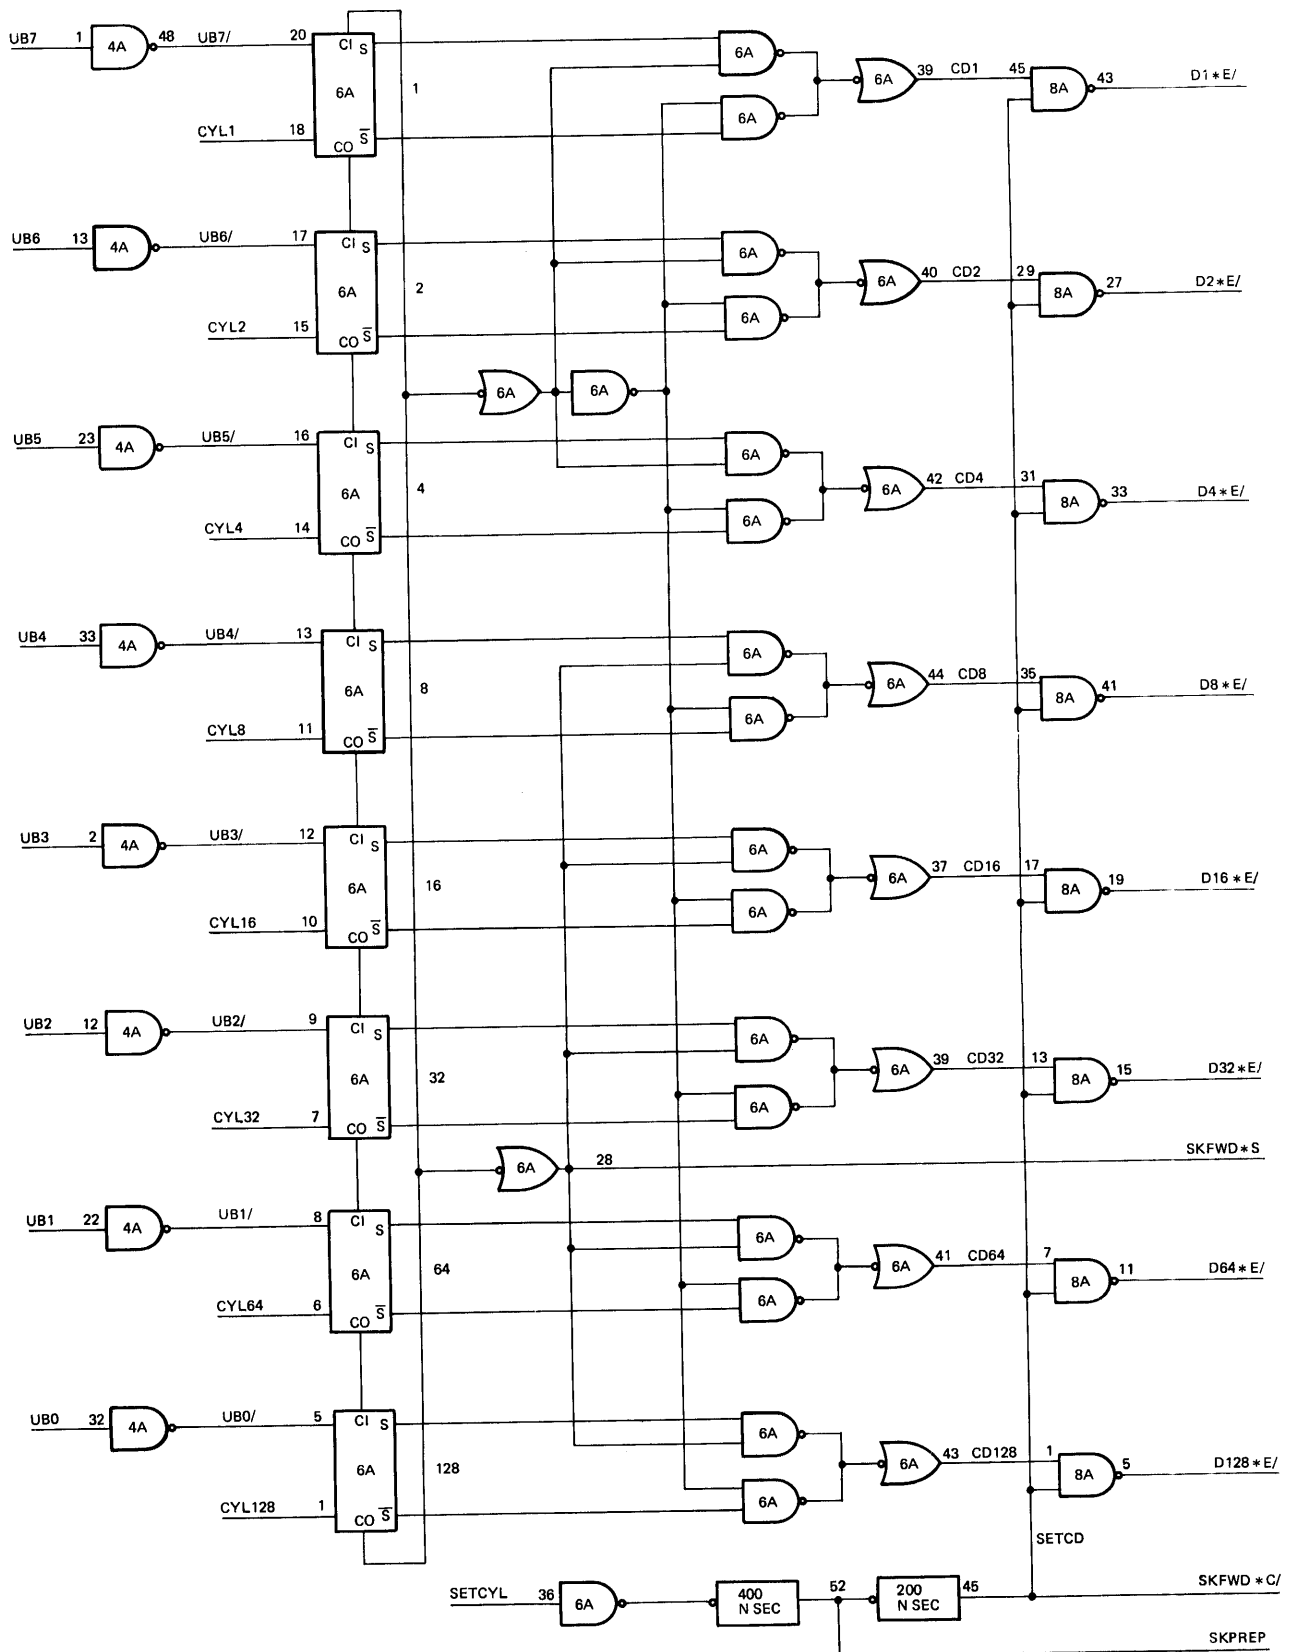 UB7 1 4A 48 UB7/ 20 CI S 6A 6A 39 CD1 45 8A 43 D1*E/
6A 1 6A
CYL1 18 CO S̅
UB6 13 4A UB6/ 17 CI S 6A 6A 40 CD2 29 8A 27 D2*E/
6A 2 6A
CYL2 15 CO S̅
6A 6A
UB5 23 4A UB5/ 16 CI S 6A 6A 42 CD4 31 8A 33 D4*E/
6A 4 6A
CYL4 14 CO S̅
UB4 33 4A UB4/ 13 CI S 6A 6A 44 CD8 35 8A 41 D8*E/
6A 8 6A
CYL8 11 CO S̅
UB3 2 4A UB3/ 12 CI S 6A 6A 37 CD16 17 8A 19 D16*E/
6A 16 6A
CYL16 10 CO S̅
UB2 12 4A UB2/ 9 CI S 6A 6A 39 CD32 13 8A 15 D32*E/
6A 32 6A
CYL32 7 CO S̅
6A 28 SKFWD*S
UB1 22 4A UB1/ 8 CI S 6A 6A 41 CD64 7 8A 11 D64*E/
6A 64 6A
CYL64 6 CO S̅
UB0 32 4A UB0/ 5 CI S 6A 6A 43 CD128 1 8A 5 D128*E/
6A 128 6A
CYL128 1 CO S̅
SETCD
SETCYL 36 6A 400 N SEC 52 200 N SEC 45 SKFWD*C/
SKPREP